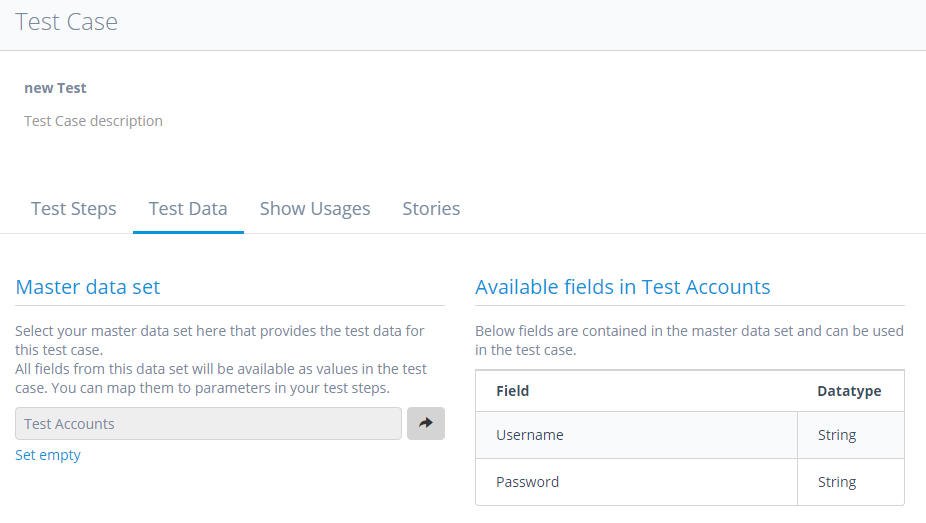 Test Case
new Test
Test Case description
Test Steps Test Data Show Usages Stories
Master data set
Select your master data set here that provides the test data for
this test case.
All fields from this data set will be available as values in the test
case. You can map them to parameters in your test steps.
Test Accounts
Set empty
Available fields in Test Accounts
Below fields are contained in the master data set and can be used
in the test case.
Field Datatype
Username String
Password String